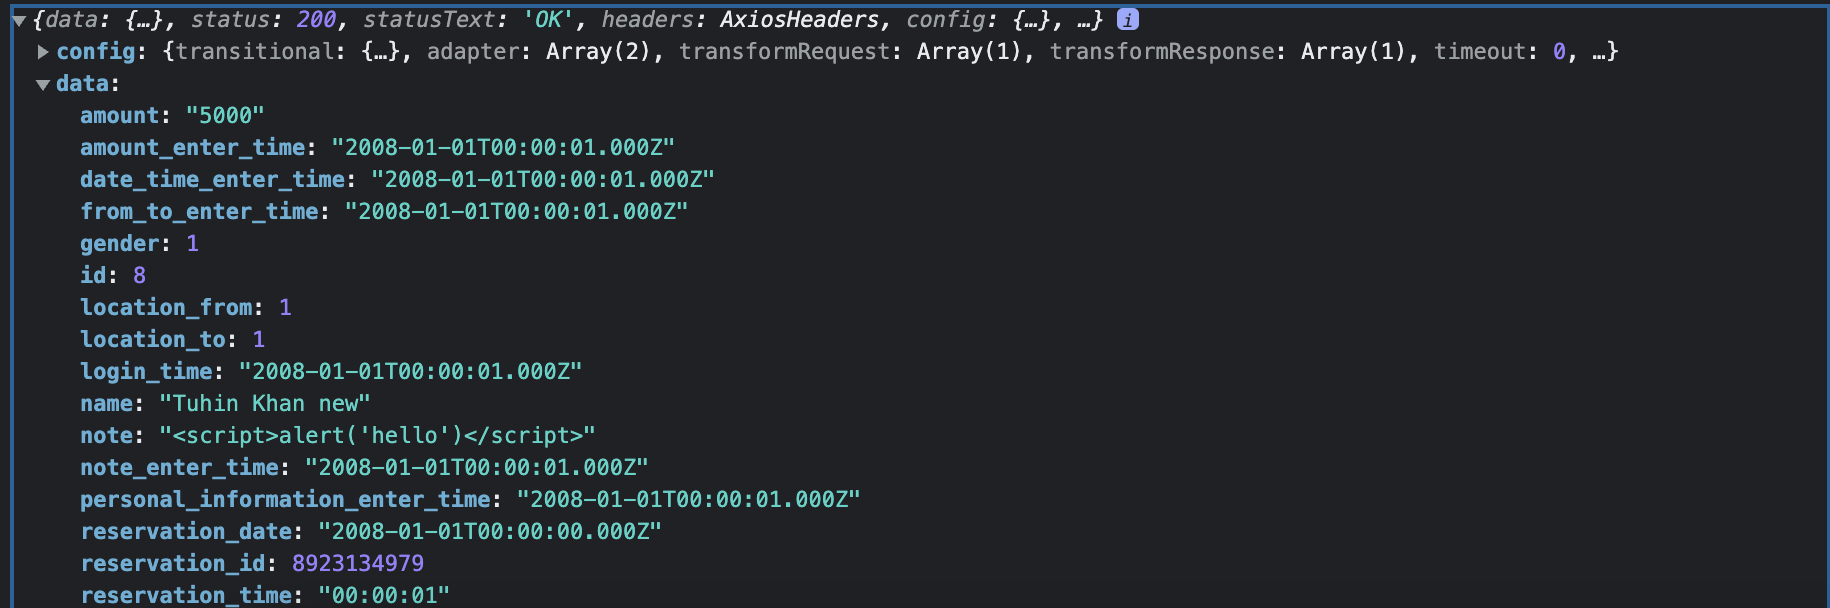 {data: {…}, status: 200, statusText: 'OK', headers: AxiosHeaders, config: {…}, …} i
config: {transitional: {…}, adapter: Array(2), transformRequest: Array(1), transformResponse: Array(1), timeout: 0, …}
data:
amount: "5000"
amount_enter_time: "2008-01-01T00:00:01.000Z"
date_time_enter_time: "2008-01-01T00:00:01.000Z"
from_to_enter_time: "2008-01-01T00:00:01.000Z"
gender: 1
id: 8
location_from: 1
location_to: 1
login_time: "2008-01-01T00:00:01.000Z"
name: "Tuhin Khan new"
note: "<script>alert('hello')</script>"
note_enter_time: "2008-01-01T00:00:01.000Z"
personal_information_enter_time: "2008-01-01T00:00:01.000Z"
reservation_date: "2008-01-01T00:00:00.000Z"
reservation_id: 8923134979
reservation_time: "00:00:01"